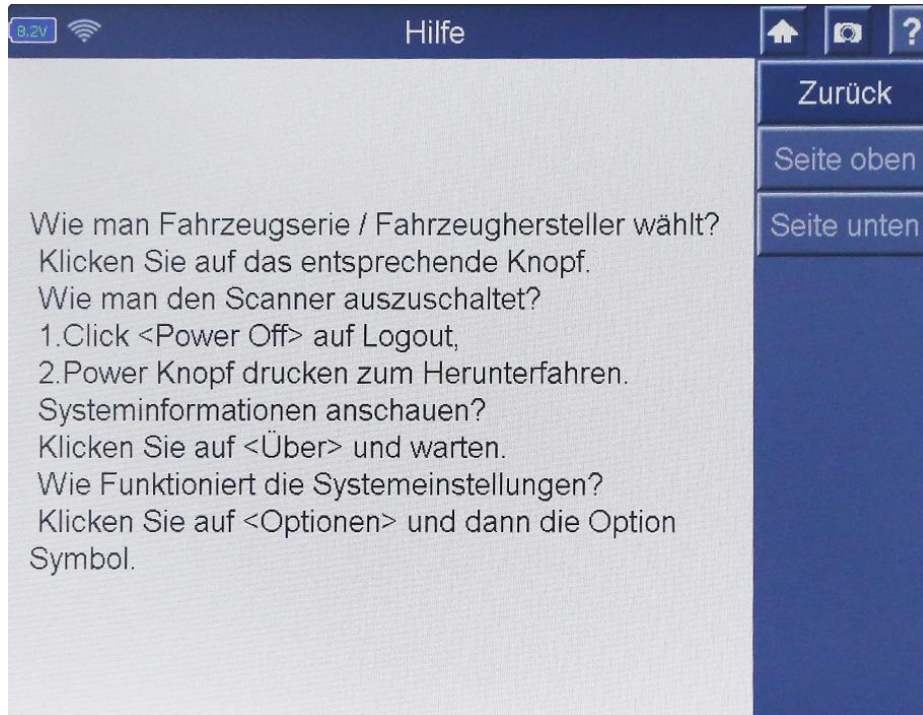 8.2V
Hilfe
?
Zurück
Seite oben
Seite unten
Wie man Fahrzeugserie / Fahrzeughersteller wählt?
Klicken Sie auf das entsprechende Knopf.
Wie man den Scanner auszuschaltet?
1.Click <Power Off> auf Logout,
2.Power Knopf drucken zum Herunterfahren.
Systeminformationen anschauen?
Klicken Sie auf <Über> und warten.
Wie Funktioniert die Systemeinstellungen?
Klicken Sie auf <Optionen> und dann die Option
Symbol.